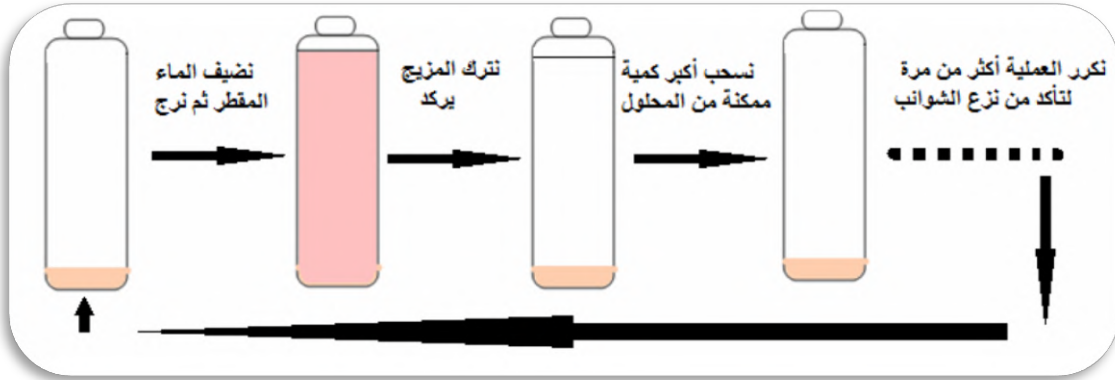 نضيف الماء
المقطر ثم نرج
نترك المزيج
يركد
نسحب أكبر كمية
ممكنة من المحلول
نكرر العملية أكثر من مرة
لتأكد من نزع الشوائب